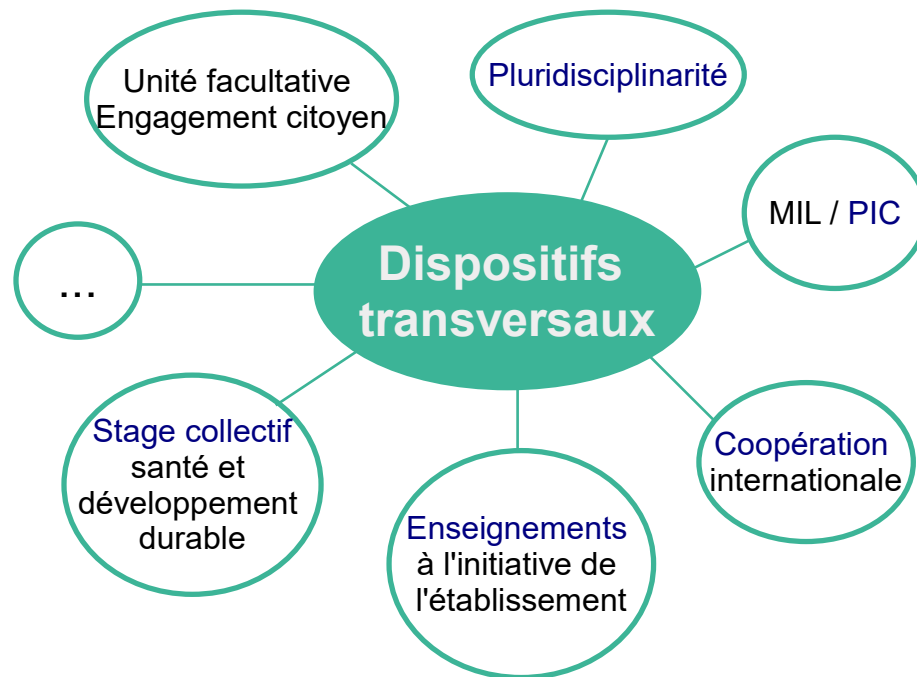 Unité facultative
Engagement citoyen
Pluridisciplinarité
MIL / PIC
Dispositifs
transversaux
...
Stage collectif
santé et
développement
durable
Enseignements
à l'initiative de
l'établissement
Coopération
internationale